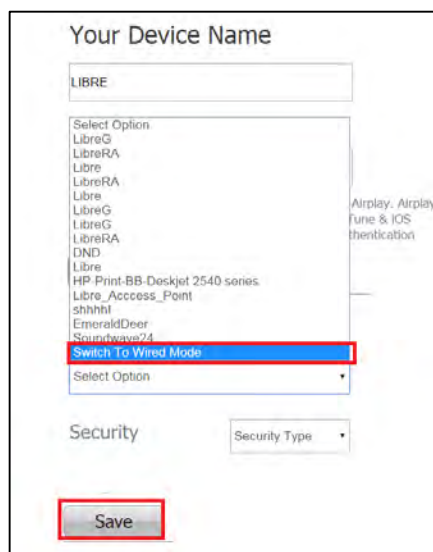 Your Device Name
LIBRE
Select Option
LibreG
LibreRA
Libre
LibreRA
Libre
LibreG
LibreG
LibreRA
DND
Libre
HP-Print-BB-Deskjet 2540 series
Libre_Acccess_Point
shhhh!
EmeraldDeer
Soundwave24
Switch To Wired Mode
Airplay. Airplay
Tune & iOS
thentication
Select Option
Security
Security Type
Save